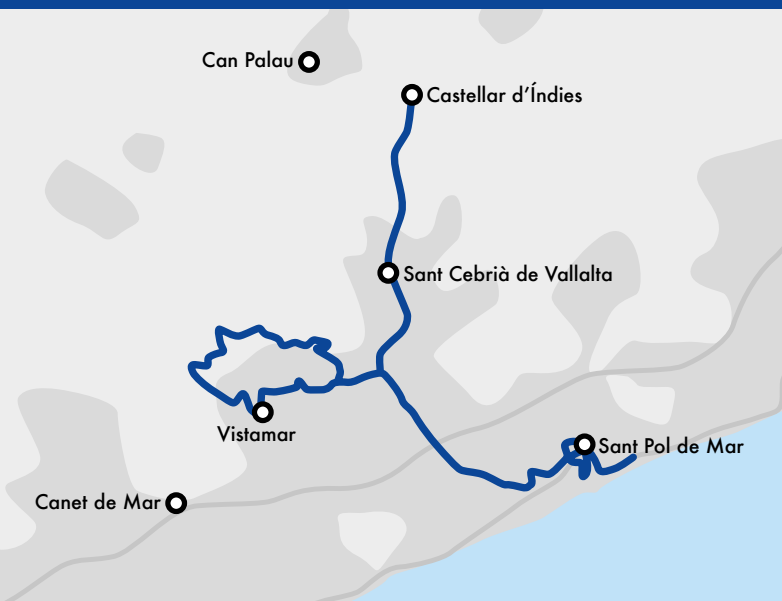 Can Palau
Castellar d’Índies
Sant Cebrià de Vallalta
Vistamar
Sant Pol de Mar
Canet de Mar